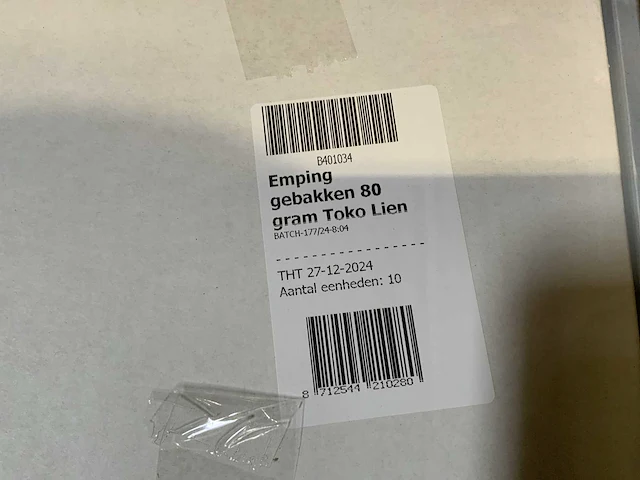 B401034
Emping
gebakken 80
gram Toko Lien
BATCH-177/24-8:04
THT 27-12-2024
Aantal eenheden: 10
8 712544 210280